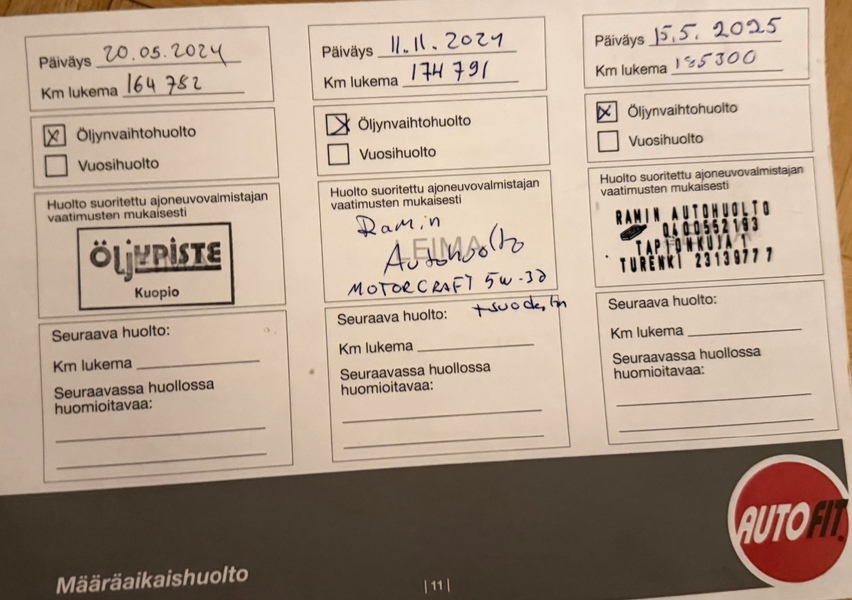 Päiväys 20.05.2024
Km lukema 164 782
Öljynvaihtohuolto
Vuosihuolto
Huolto suoritettu ajoneuvovalmistajan
vaatimusten mukaisesti
ÖljyPISTE
Kuopio
Seuraava huolto:
Km lukema
Seuraavassa huollossa
huomioitavaa:
Päiväys 11.11.2024
Km lukema 174 791
Öljynvaihtohuolto
Vuosihuolto
Huolto suoritettu ajoneuvovalmistajan
vaatimusten mukaisesti
LEIMA
Ramin
Autohuolto
MOTORCRAFT 5W-30
+suodatin
Seuraava huolto:
Km lukema
Seuraavassa huollossa
huomioitavaa:
Päiväys 15.5. 2025
Km lukema 185300
Öljynvaihtohuolto
Vuosihuolto
Huolto suoritettu ajoneuvovalmistajan
vaatimusten mukaisesti
RAMIN AUTOHUOLTO
0400552193
TAPIONKUJA 1
TURENKI 2313977 7
Seuraava huolto:
Km lukema
Seuraavassa huollossa
huomioitavaa:
AUTOFIT
Määräaikaishuolto
|11|